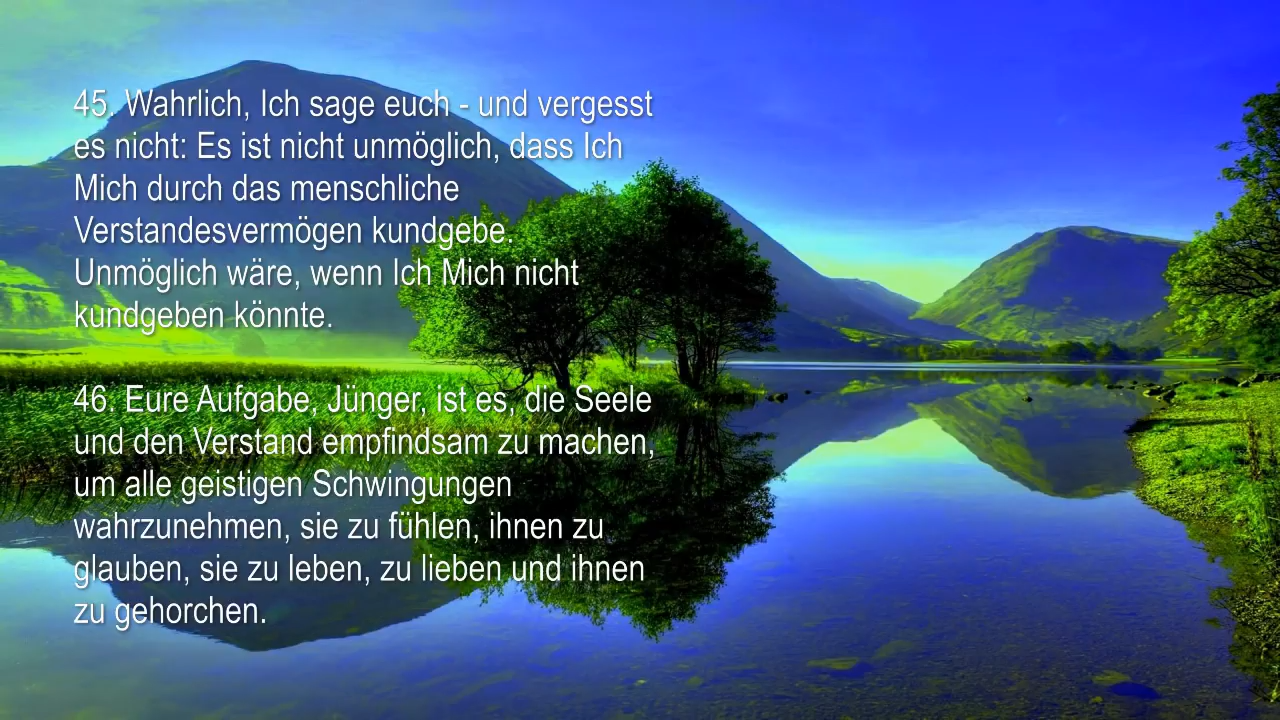 45. Wahrlich, Ich sage euch - und vergesst
es nicht: Es ist nicht unmöglich, dass Ich
Mich durch das menschliche
Verstandesvermögen kundgebe.
Unmöglich wäre, wenn Ich Mich nicht
kundgeben könnte.
46. Eure Aufgabe, Jünger, ist es, die Seele
und den Verstand empfindsam zu machen,
um alle geistigen Schwingungen
wahrzunehmen, sie zu fühlen, ihnen zu
glauben, sie zu leben, zu lieben und ihnen
zu gehorchen.